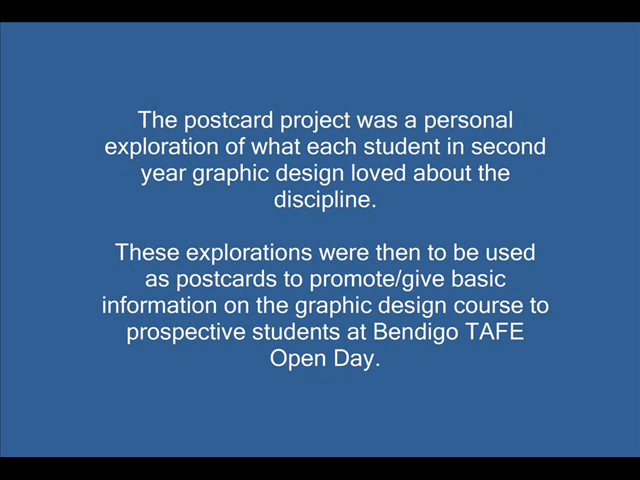 The postcard project was a personal
exploration of what each student in second
year graphic design loved about the
discipline.
These explorations were then to be used
as postcards to promote/give basic
information on the graphic design course to
prospective students at Bendigo TAFE
Open Day.